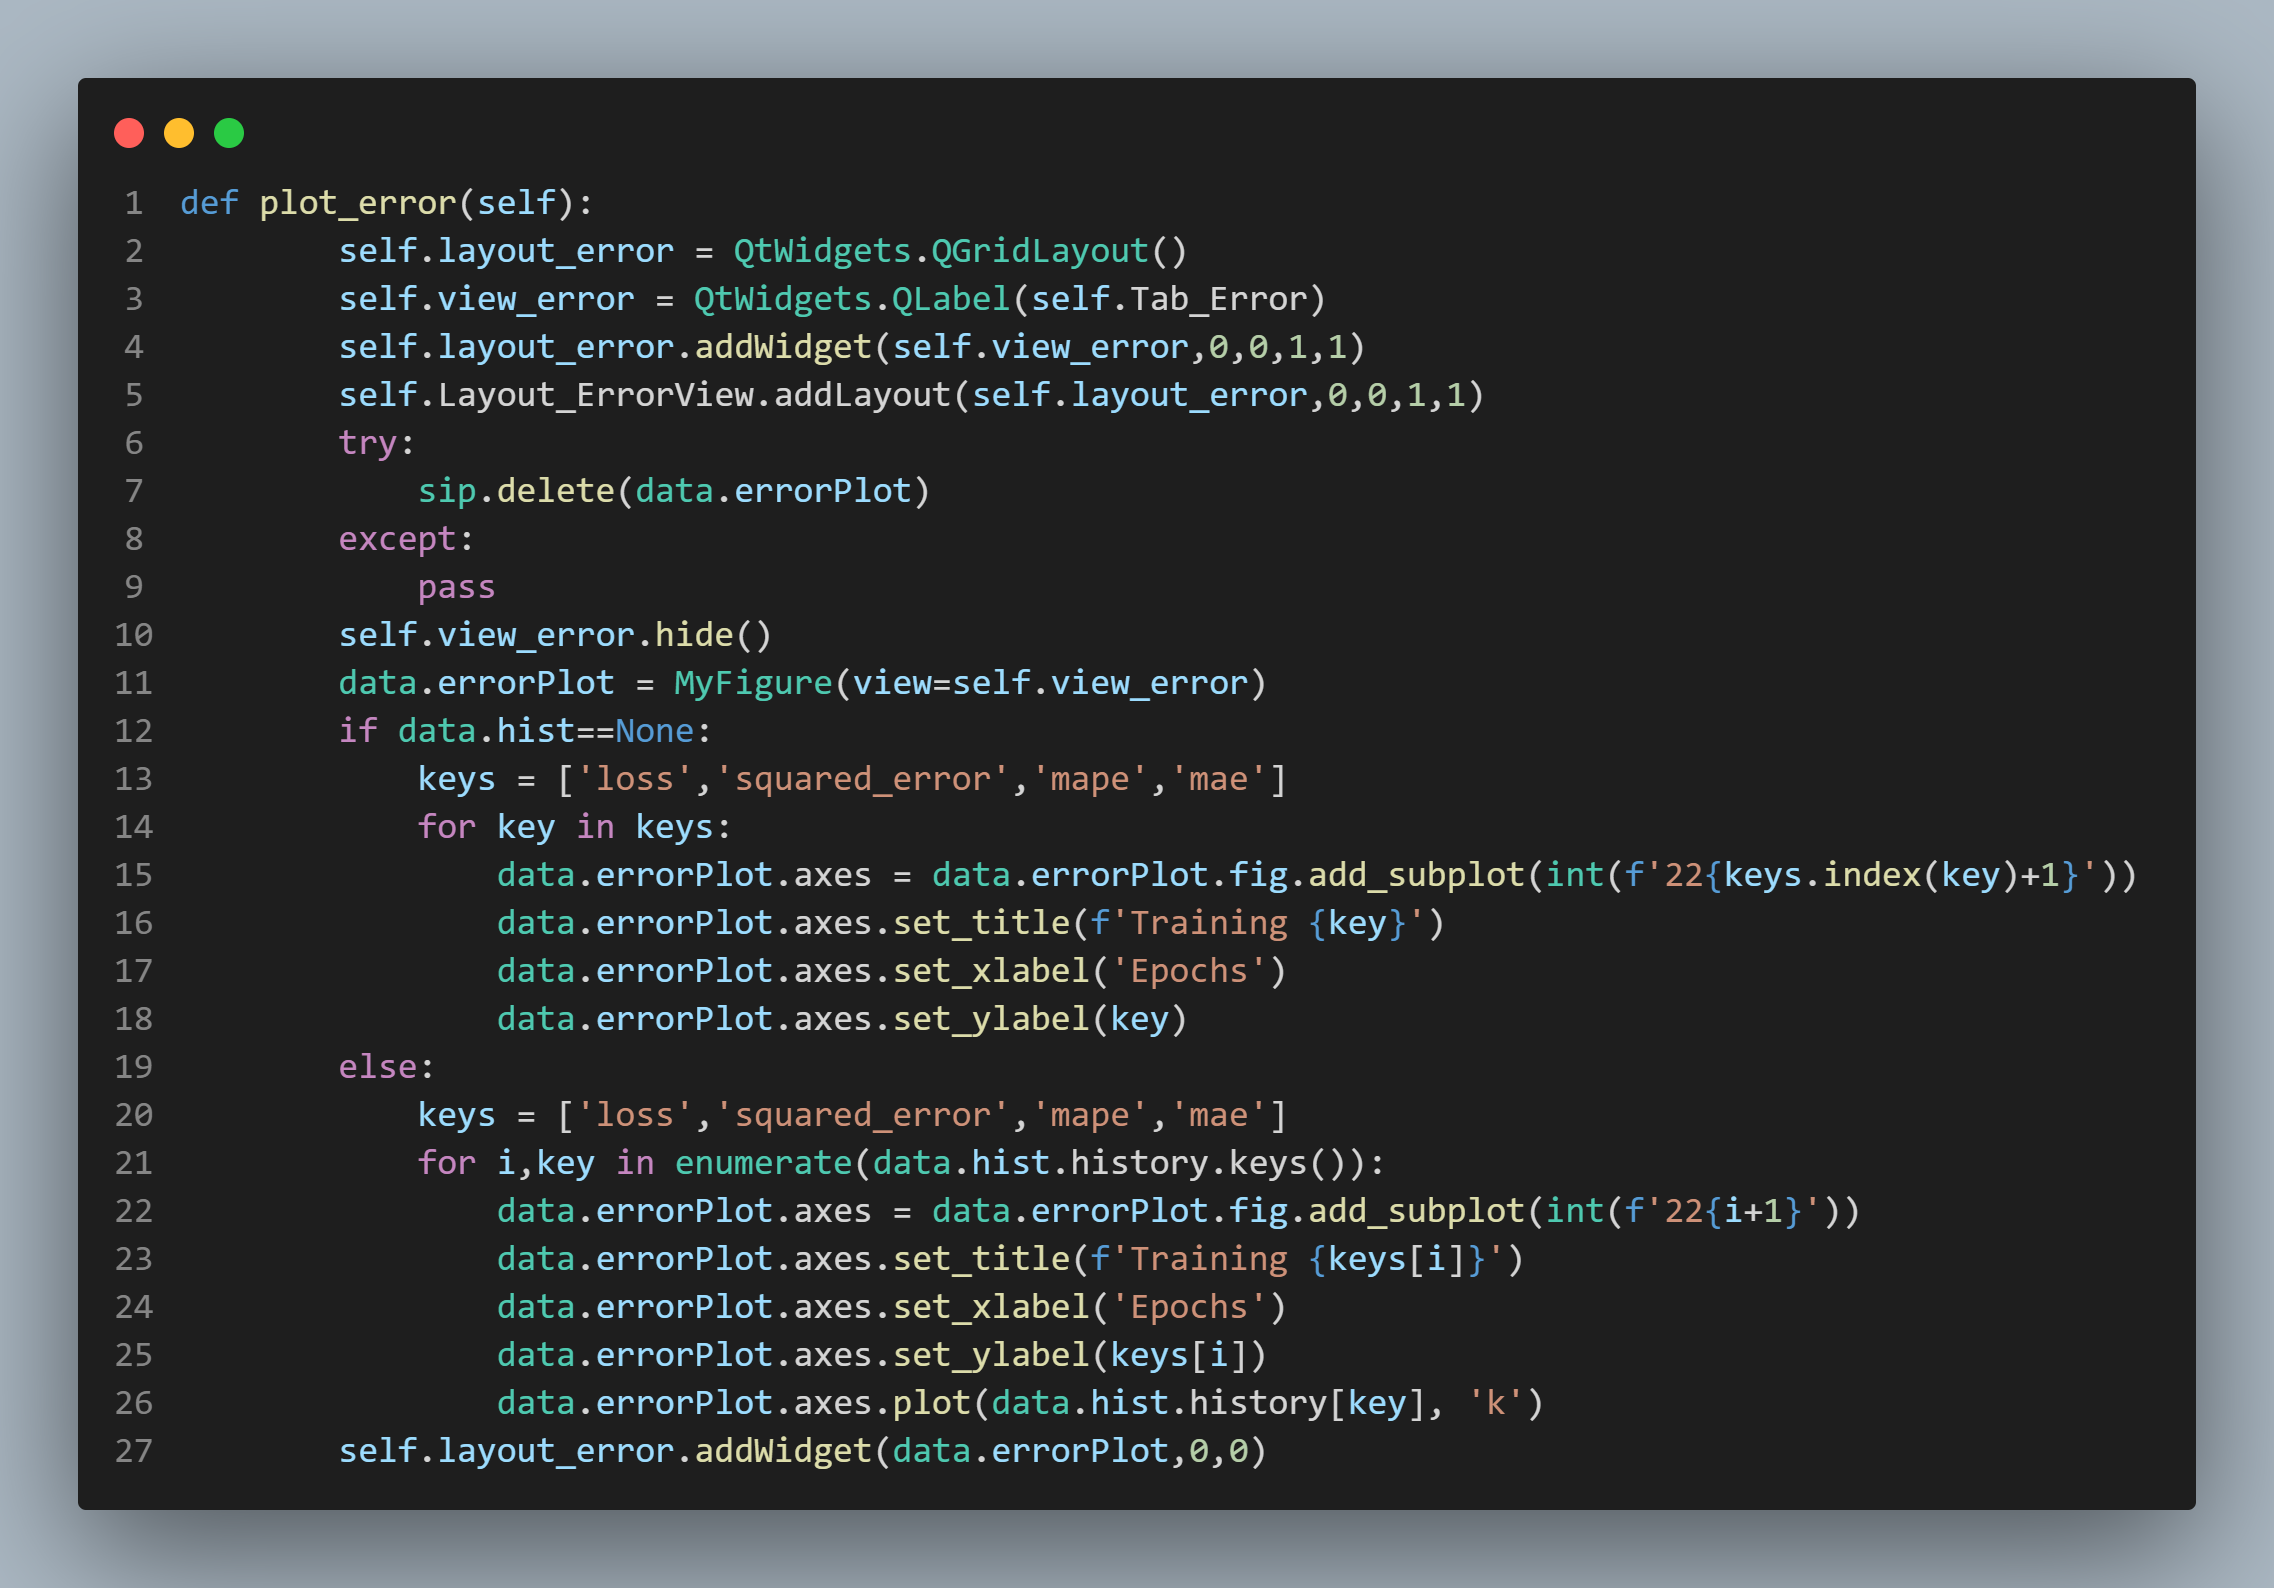 1 def plot_error(self):
2         self.layout_error = QtWidgets.QGridLayout()
3         self.view_error = QtWidgets.QLabel(self.Tab_Error)
4         self.layout_error.addWidget(self.view_error,0,0,1,1)
5         self.Layout_ErrorView.addLayout(self.layout_error,0,0,1,1)
6         try:
7             sip.delete(data.errorPlot)
8         except:
9             pass
10         self.view_error.hide()
11         data.errorPlot = MyFigure(view=self.view_error)
12         if data.hist==None:
13             keys = ['loss','squared_error','mape','mae']
14             for key in keys:
15                 data.errorPlot.axes = data.errorPlot.fig.add_subplot(int(f'22{keys.index(key)+1}'))
16                 data.errorPlot.axes.set_title(f'Training {key}')
17                 data.errorPlot.axes.set_xlabel('Epochs')
18                 data.errorPlot.axes.set_ylabel(key)
19         else:
20             keys = ['loss','squared_error','mape','mae']
21             for i,key in enumerate(data.hist.history.keys()):
22                 data.errorPlot.axes = data.errorPlot.fig.add_subplot(int(f'22{i+1}'))
23                 data.errorPlot.axes.set_title(f'Training {keys[i]}')
24                 data.errorPlot.axes.set_xlabel('Epochs')
25                 data.errorPlot.axes.set_ylabel(keys[i])
26                 data.errorPlot.axes.plot(data.hist.history[key], 'k')
27         self.layout_error.addWidget(data.errorPlot,0,0)